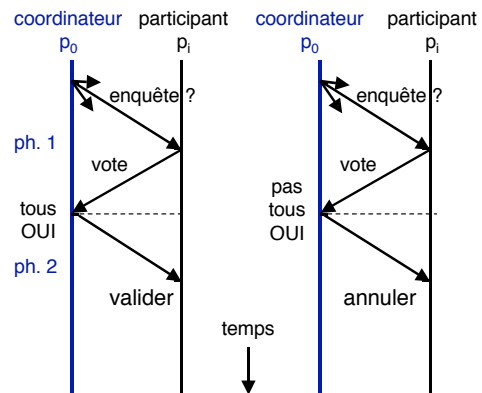 coordinateur participant
p0 pi
enquête ?
ph. 1
vote
tous
OUI
ph. 2
valider
coordinateur participant
p0 pi
enquête ?
vote
pas
tous
OUI
annuler
temps